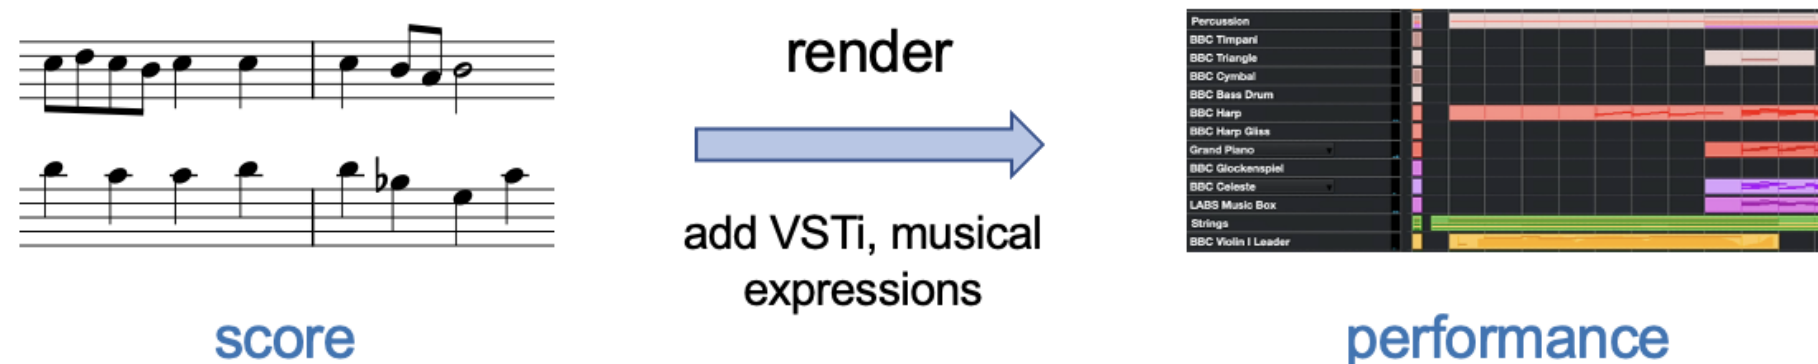 render
add VSTi, musical
expressions
score
performance
Percussion
BBC Timpani
BBC Triangle
BBC Cymbal
BBC Bass Drum
BBC Harp
BBC Harp Gliss
Grand Piano
BBC Glockenspiel
BBC Celeste
LABS Music Box
Strings
BBC Violin I Leader